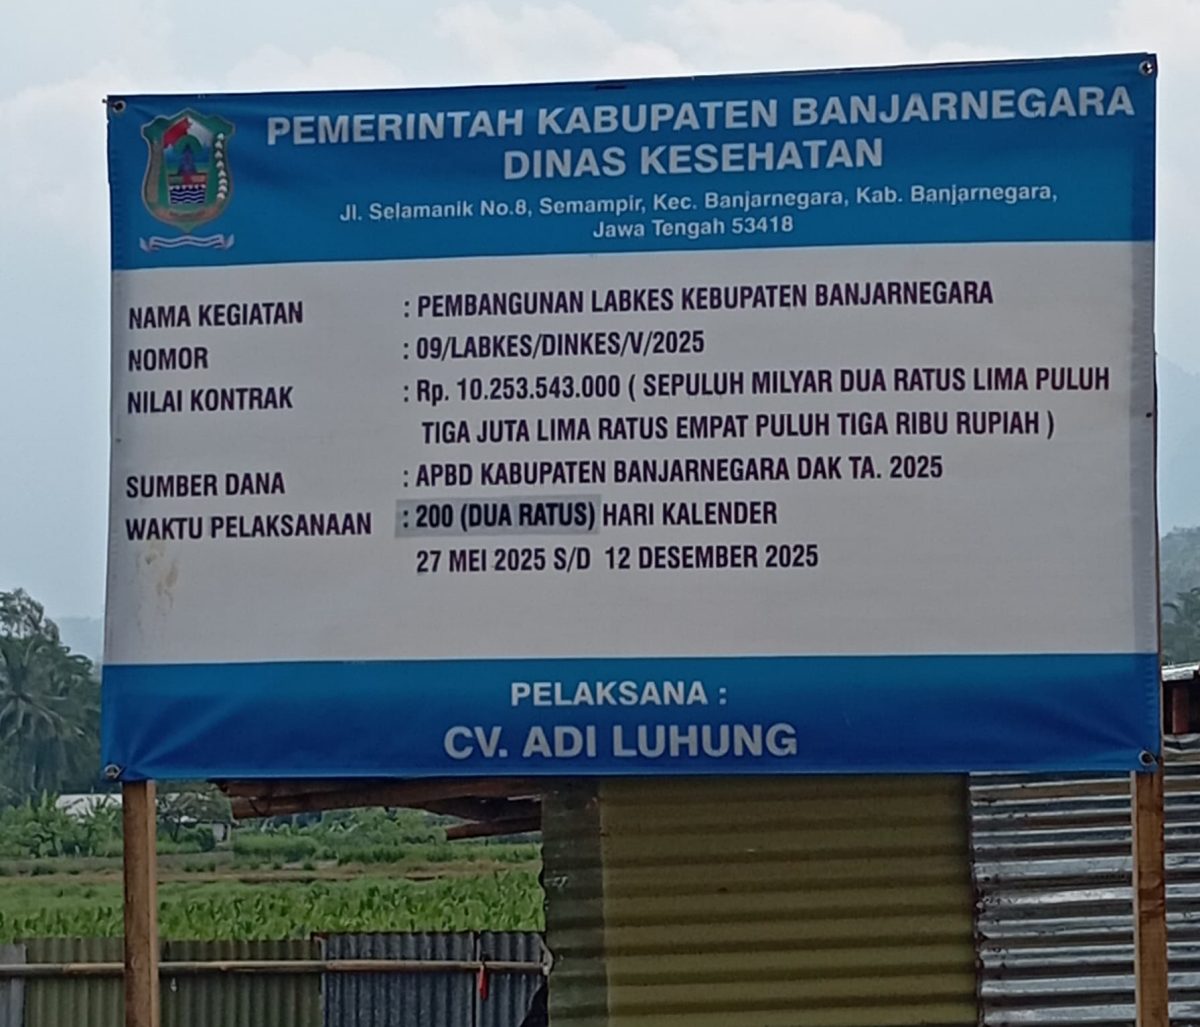 PEMERINTAH KABUPATEN BANJARNEGARA
DINAS KESEHATAN
Jl. Selamanik No.8, Semampir, Kec. Banjarnegara, Kab. Banjarnegara,
Jawa Tengah 53418
NAMA KEGIATAN : PEMBANGUNAN LABKES KEBUPATEN BANJARNEGARA
NOMOR : 09/LABKES/DINKES/V/2025
NILAI KONTRAK : Rp. 10.253.543.000 ( SEPULUH MILYAR DUA RATUS LIMA PULUH
TIGA JUTA LIMA RATUS EMPAT PULUH TIGA RIBU RUPIAH )
SUMBER DANA : APBD KABUPATEN BANJARNEGARA DAK TA. 2025
WAKTU PELAKSANAAN : 200 (DUA RATUS) HARI KALENDER
27 MEI 2025 S/D 12 DESEMBER 2025
PELAKSANA :
CV. ADI LUHUNG